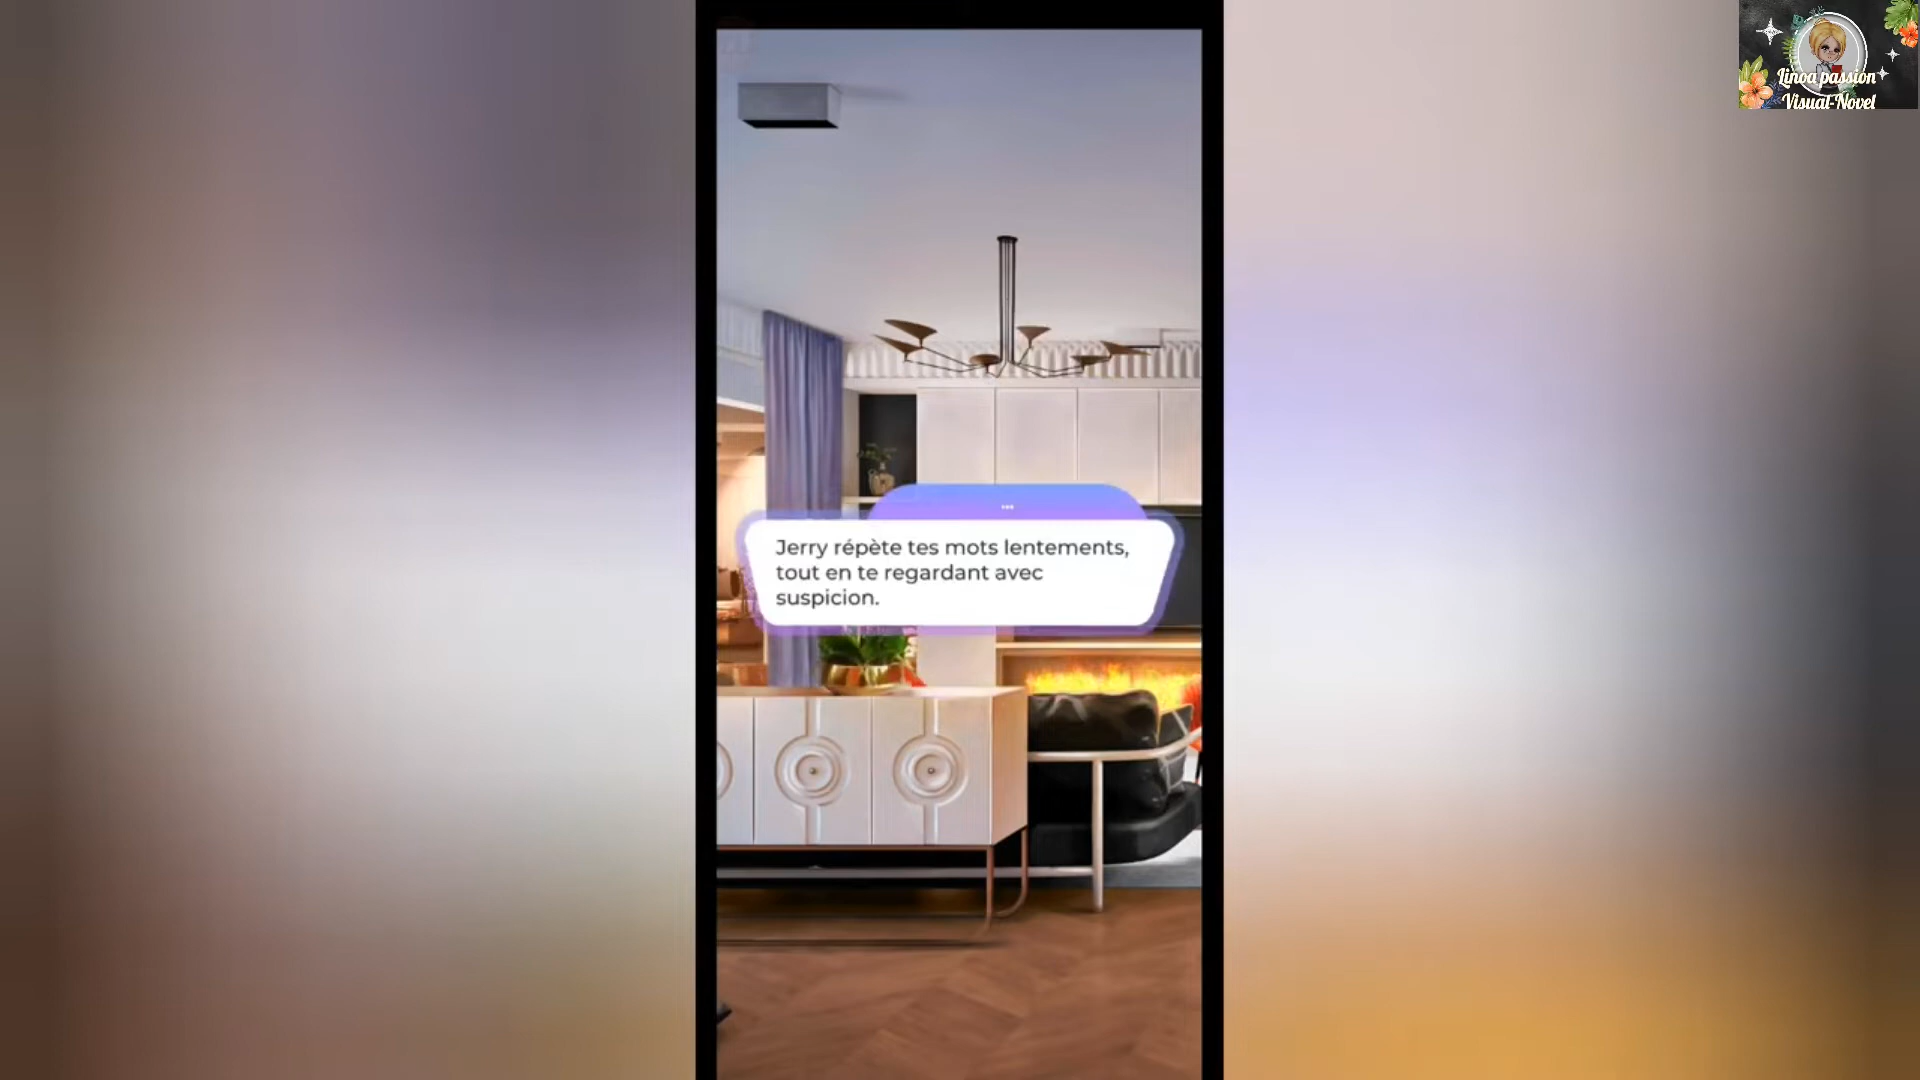 Linoa passion
Visual-Novel
...
Jerry répète tes mots lentements,
tout en te regardant avec
suspicion.